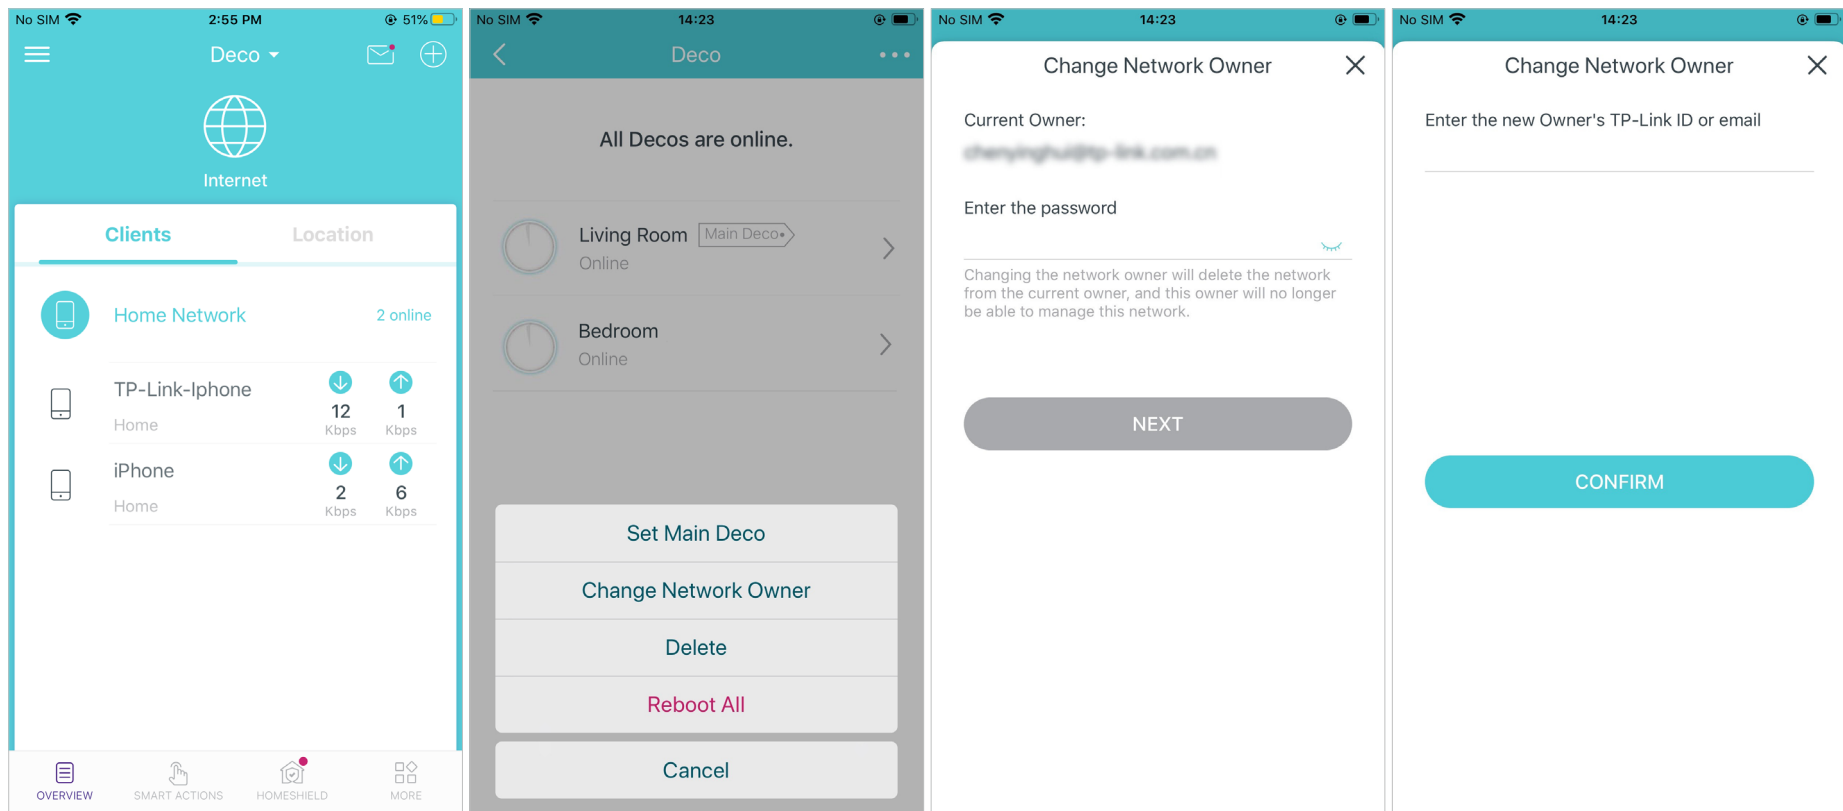 No SIM
2:55 PM
51%
Deco
Internet
Clients
Location
Home Network
2 online
TP-Link-Iphone
Home
12
Kbps
1
Kbps
iPhone
Home
2
Kbps
6
Kbps
OVERVIEW
SMART ACTIONS
HOMESHIELD
MORE
No SIM
14:23
Deco
All Decos are online.
Living Room
Main Deco
Online
Bedroom
Online
Set Main Deco
Change Network Owner
Delete
Reboot All
Cancel
No SIM
14:23
Change Network Owner
Current Owner:
Enter the password
Changing the network owner will delete the network
from the current owner, and this owner will no longer
be able to manage this network.
NEXT
No SIM
14:23
Change Network Owner
Enter the new Owner's TP-Link ID or email
CONFIRM